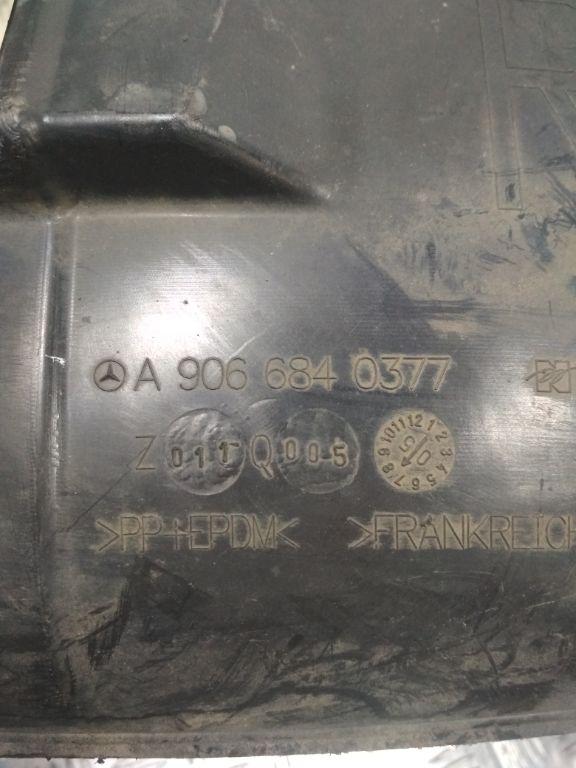 A 906 684 0377
Z 011 Q 005
>PP+EPDM< >FRANKREICH